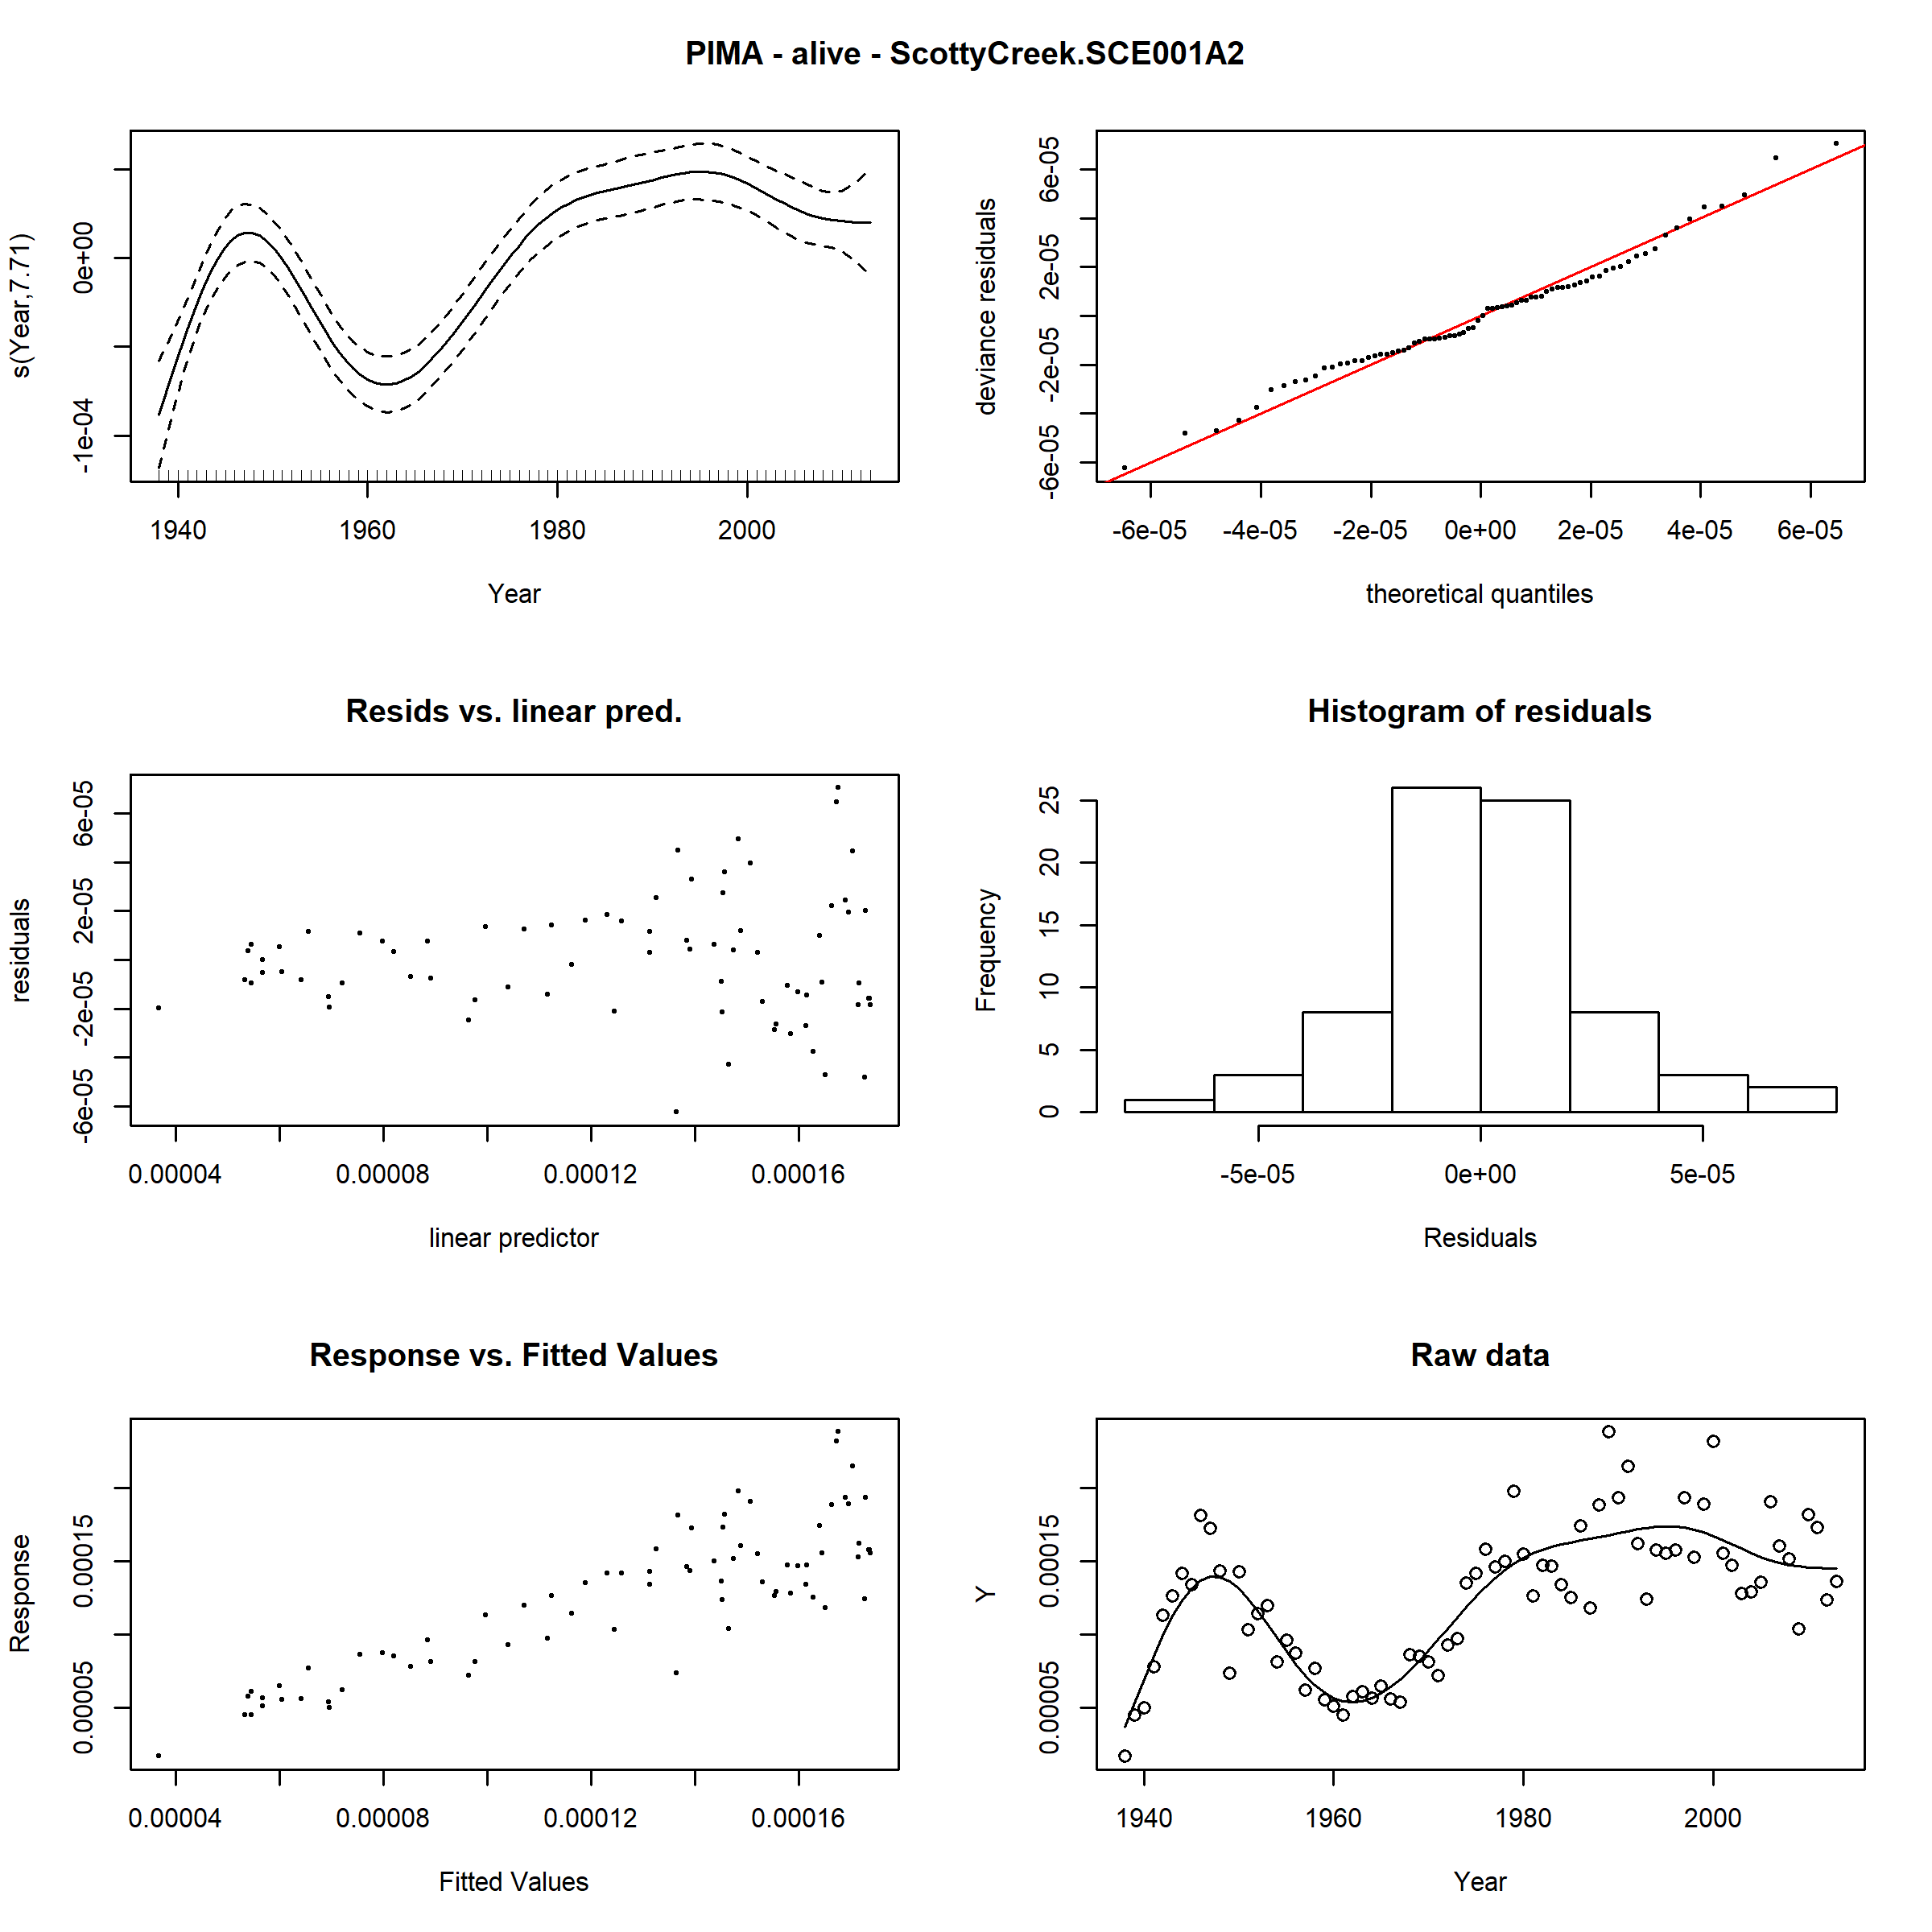 PIMA - alive - ScottyCreek.SCE001A2
s(Year,7.71)
-1e-04
0e+00
1940 1960 1980 2000
Year
deviance residuals
-6e-05 -2e-05 2e-05 6e-05
-6e-05 -4e-05 -2e-05 0e+00 2e-05 4e-05 6e-05
theoretical quantiles
Resids vs. linear pred.
residuals
-6e-05 -2e-05 2e-05 6e-05
0.00004 0.00008 0.00012 0.00016
linear predictor
Histogram of residuals
Frequency
0 5 10 15 20 25
-5e-05 0e+00 5e-05
Residuals
Response vs. Fitted Values
Response
0.00005 0.00015
0.00004 0.00008 0.00012 0.00016
Fitted Values
Raw data
Y
0.00005 0.00015
1940 1960 1980 2000
Year